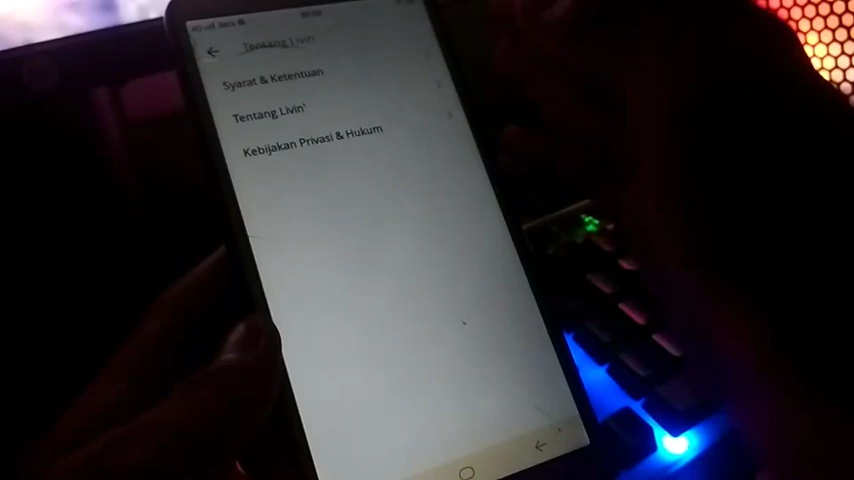 Tentang Livin'
Syarat & Ketentuan
Tentang Livin'
Kebijakan Privasi & Hukum